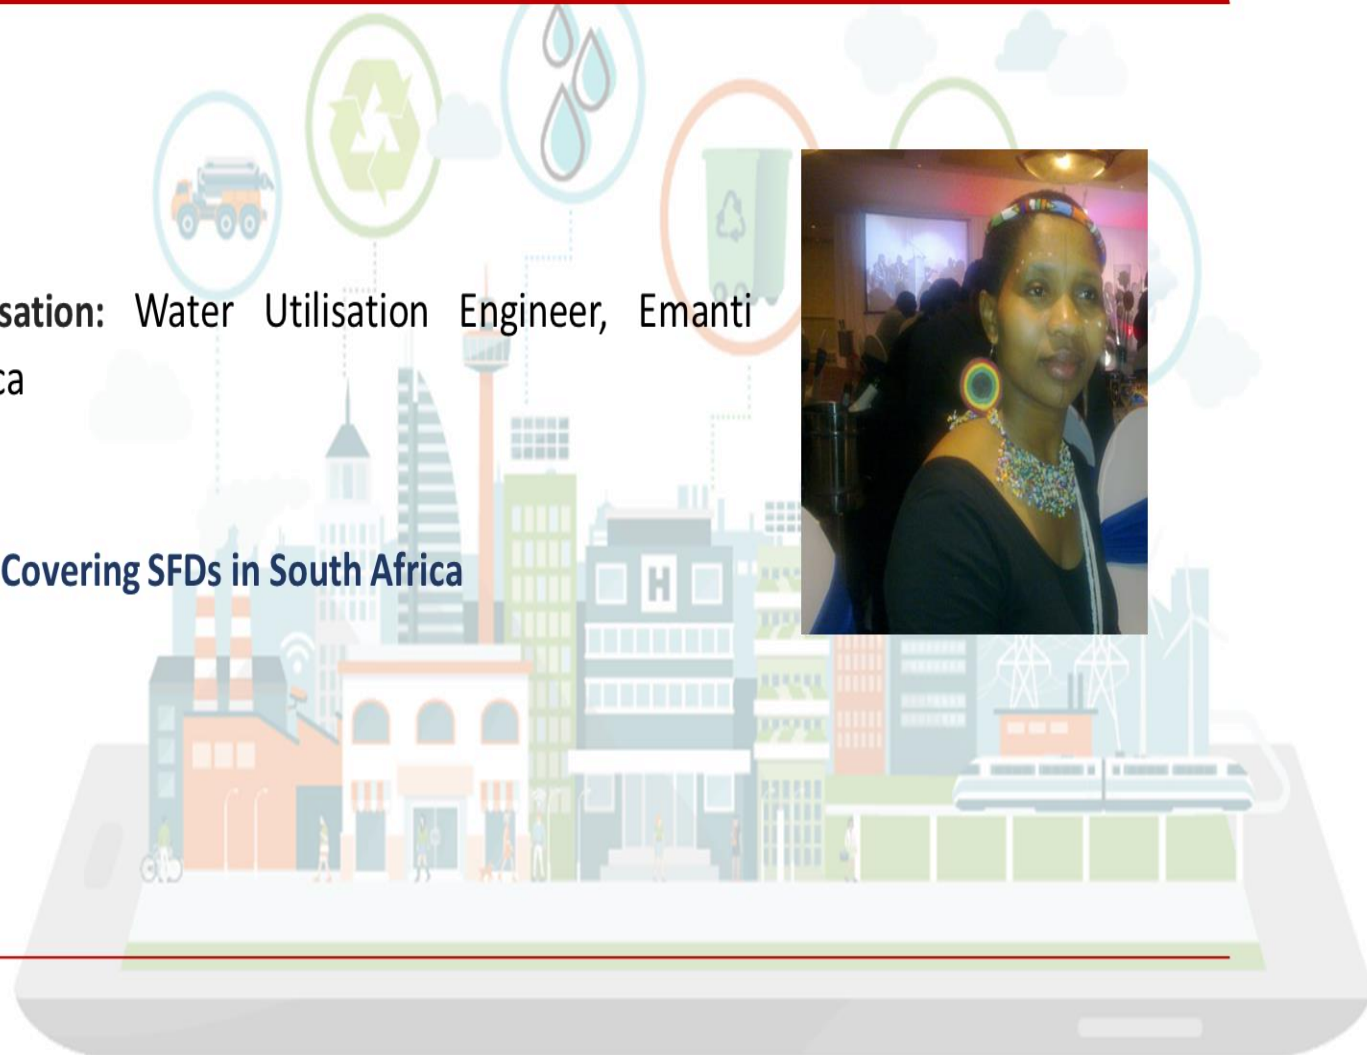 sation: Water Utilisation Engineer, Emanti
ca
Covering SFDs in South Africa
H